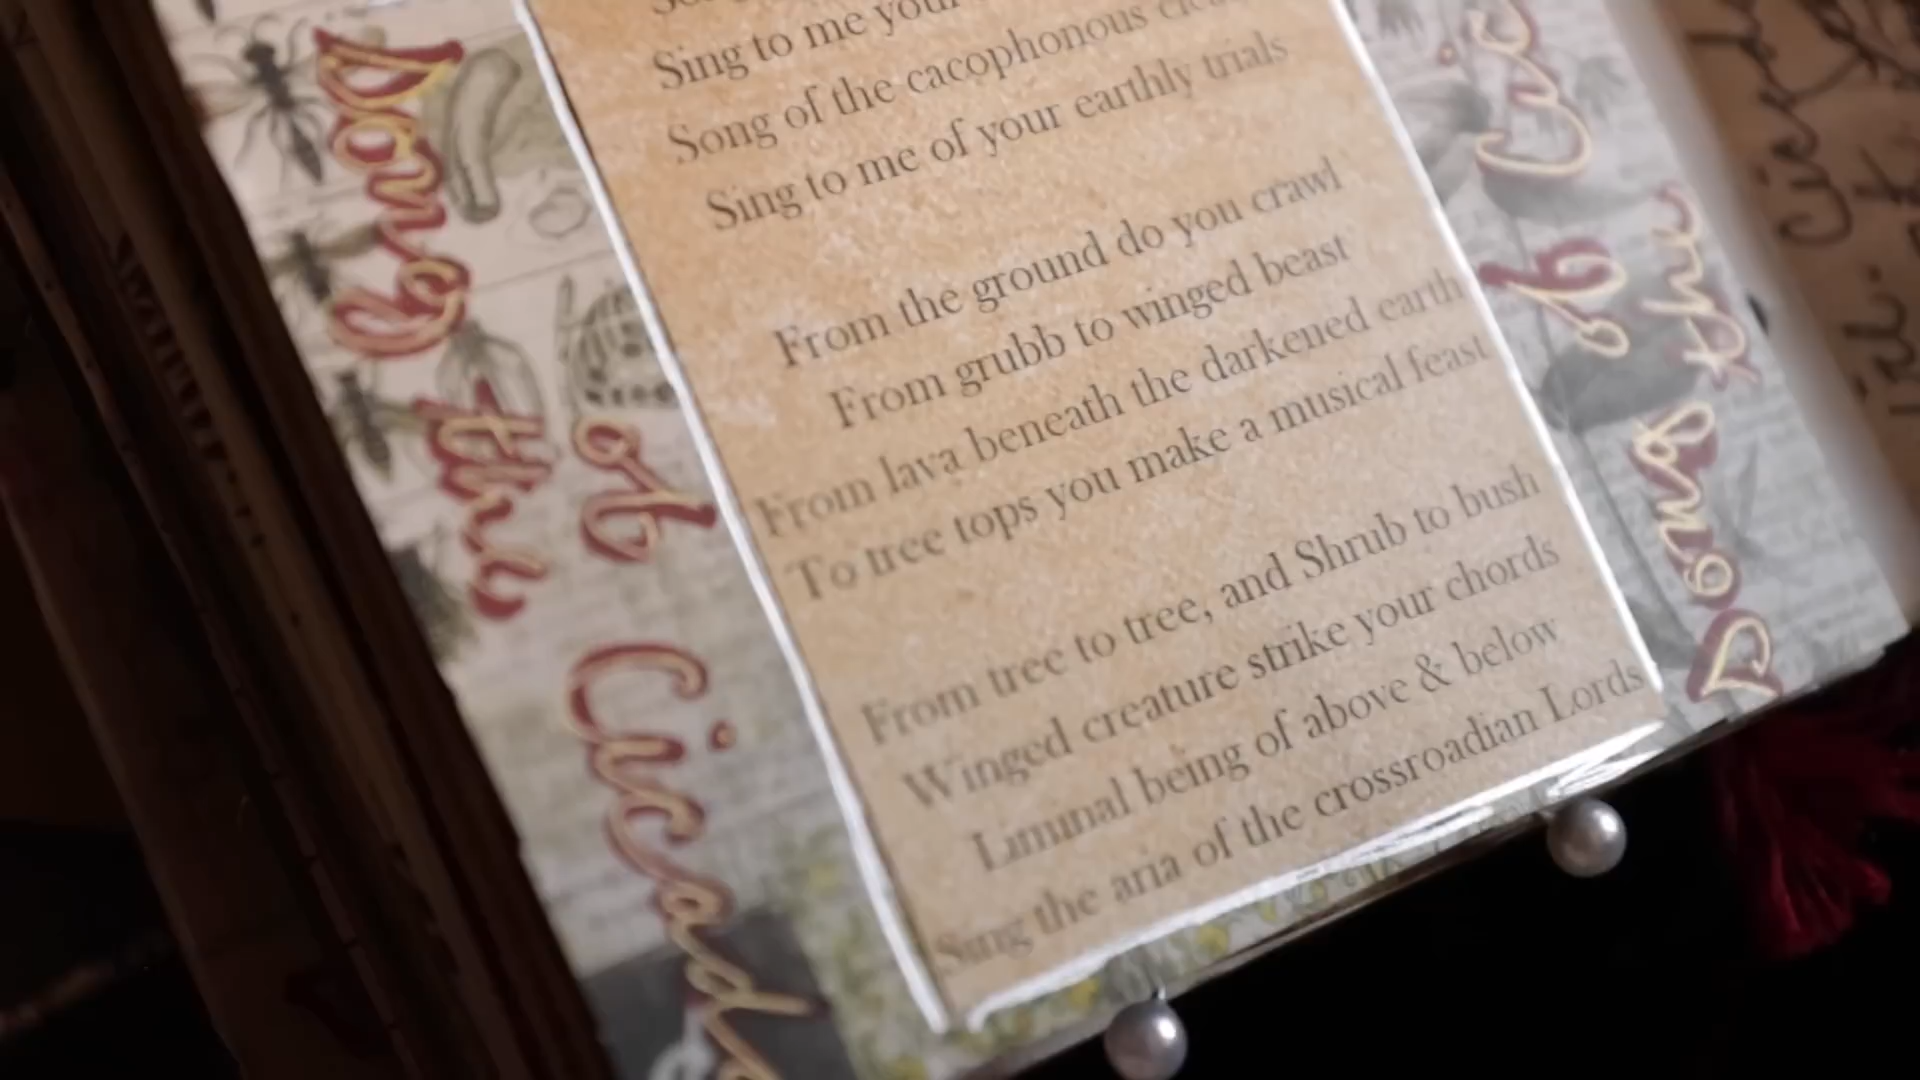 Sing to me your
Song of the cacophonous
Sing to me of your earthly trials
From the ground do you crawl
From grubb to winged beast
From lava beneath the darkened earth
To tree tops you make a musical feast
From tree to tree, and Shrub to bush
Winged creature strike your chords
Liminal being of above & below
Sing the aria of the crossroadian Lords
Song
of the
Cicada
Song
of the